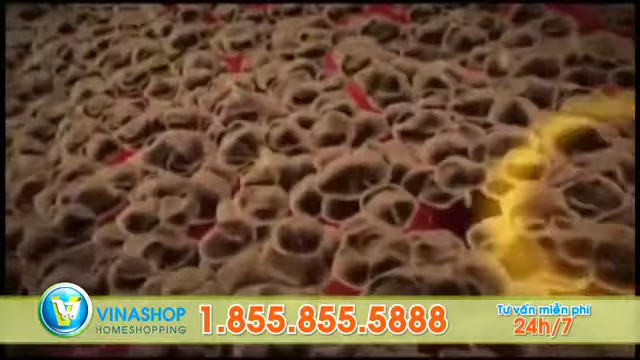 VINASHOP
HOMESHOPPING
1.855.855.5888
Tư vấn miễn phí
24h/7